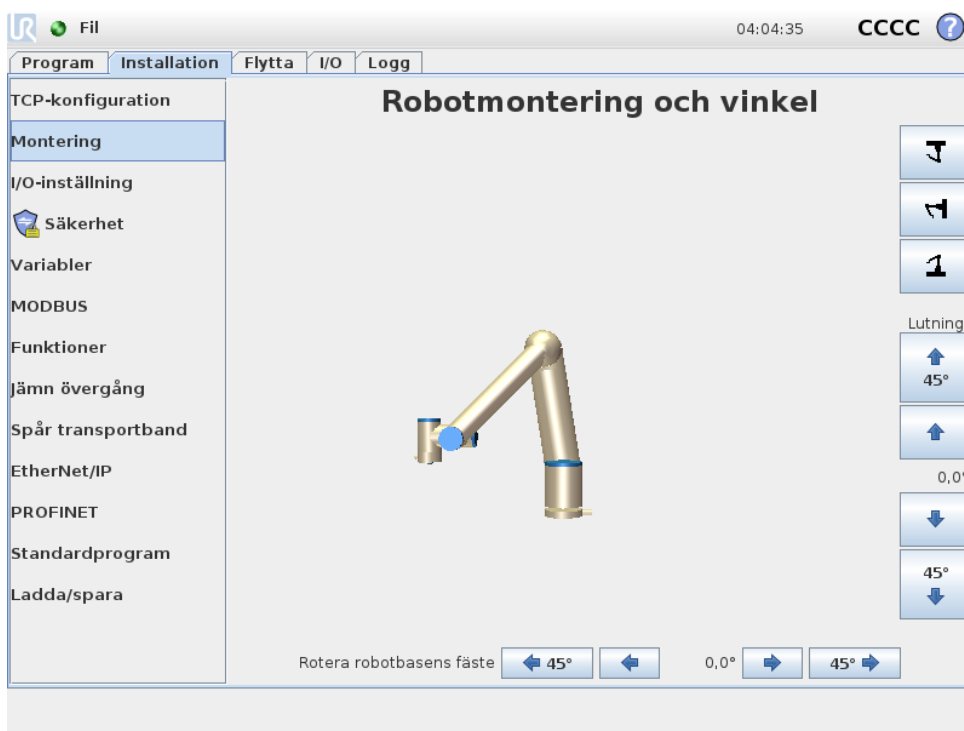 UR Fil 04:04:35 CCCC ?
Program Installation Flytta I/O Logg
TCP-konfiguration
Montering
I/O-inställning
Säkerhet
Variabler
MODBUS
Funktioner
Jämn övergång
Spår transportband
EtherNet/IP
PROFINET
Standardprogram
Ladda/spara
Robotmontering och vinkel
Lutning
45°
0,0°
45°
Rotera robotbasens fäste 45° 0,0° 45°